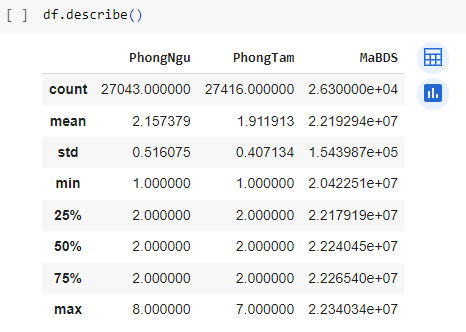 [ ] df.describe()
PhongNgu PhongTam MaBDS
count 27043.000000 27416.000000 2.630000e+04
mean 2.157379 1.911913 2.219294e+07
std 0.516075 0.407134 1.543987e+05
min 1.000000 1.000000 2.042251e+07
25% 2.000000 2.000000 2.217919e+07
50% 2.000000 2.000000 2.224045e+07
75% 2.000000 2.000000 2.226540e+07
max 8.000000 7.000000 2.234034e+07